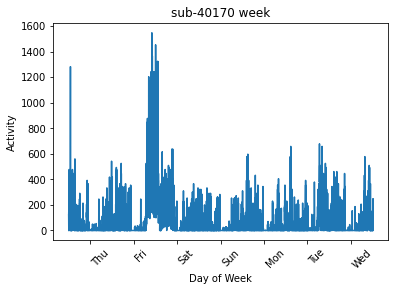 sub-40170 week
1600
1400
1200
1000
800
600
400
200
0
Activity
Thu
Fri
Sat
Sun
Mon
Tue
Wed
Day of Week